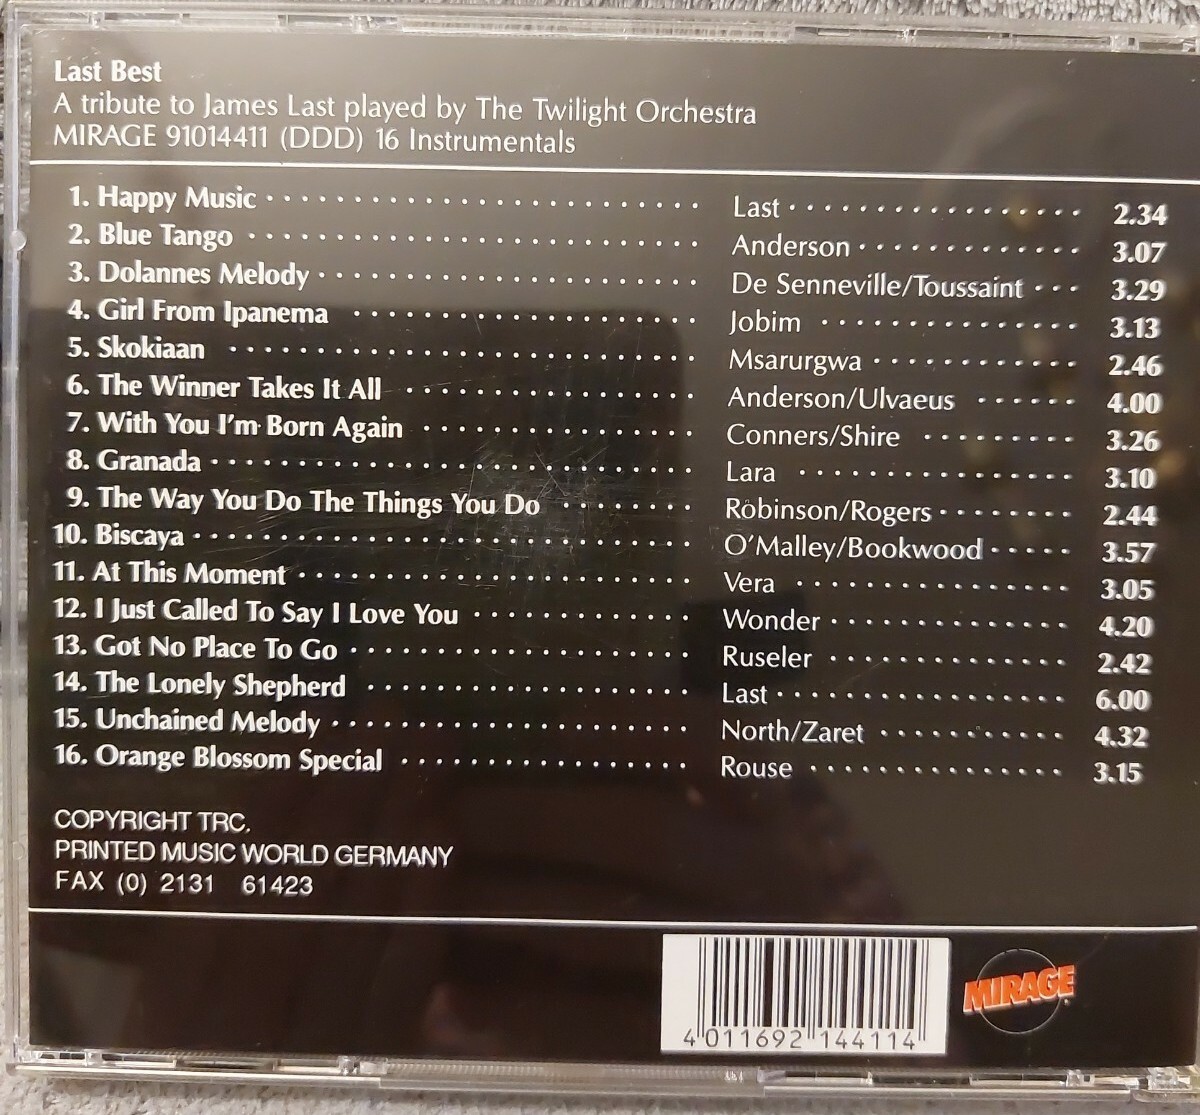 Last Best
A tribute to James Last played by The Twilight Orchestra
MIRAGE 91014411 (DDD) 16 Instrumentals
1. Happy Music Last 2.34
2. Blue Tango Anderson 3.07
3. Dolannes Melody De Senneville/Toussaint 3.29
4. Girl From Ipanema Jobim 3.13
5. Skokiaan Msarurgwa 2.46
6. The Winner Takes It All Anderson/Ulvaeus 4.00
7. With You I'm Born Again Conners/Shire 3.26
8. Granada Lara 3.10
9. The Way You Do The Things You Do Robinson/Rogers 2.44
10. Biscaya O'Malley/Bookwood 3.57
11. At This Moment Vera 3.05
12. I Just Called To Say I Love You Wonder 4.20
13. Got No Place To Go Ruseler 2.42
14. The Lonely Shepherd Last 6.00
15. Unchained Melody North/Zaret 4.32
16. Orange Blossom Special Rouse 3.15
COPYRIGHT TRC.
PRINTED MUSIC WORLD GERMANY
FAX (0) 2131 61423
MIRAGE
4 011692 144114